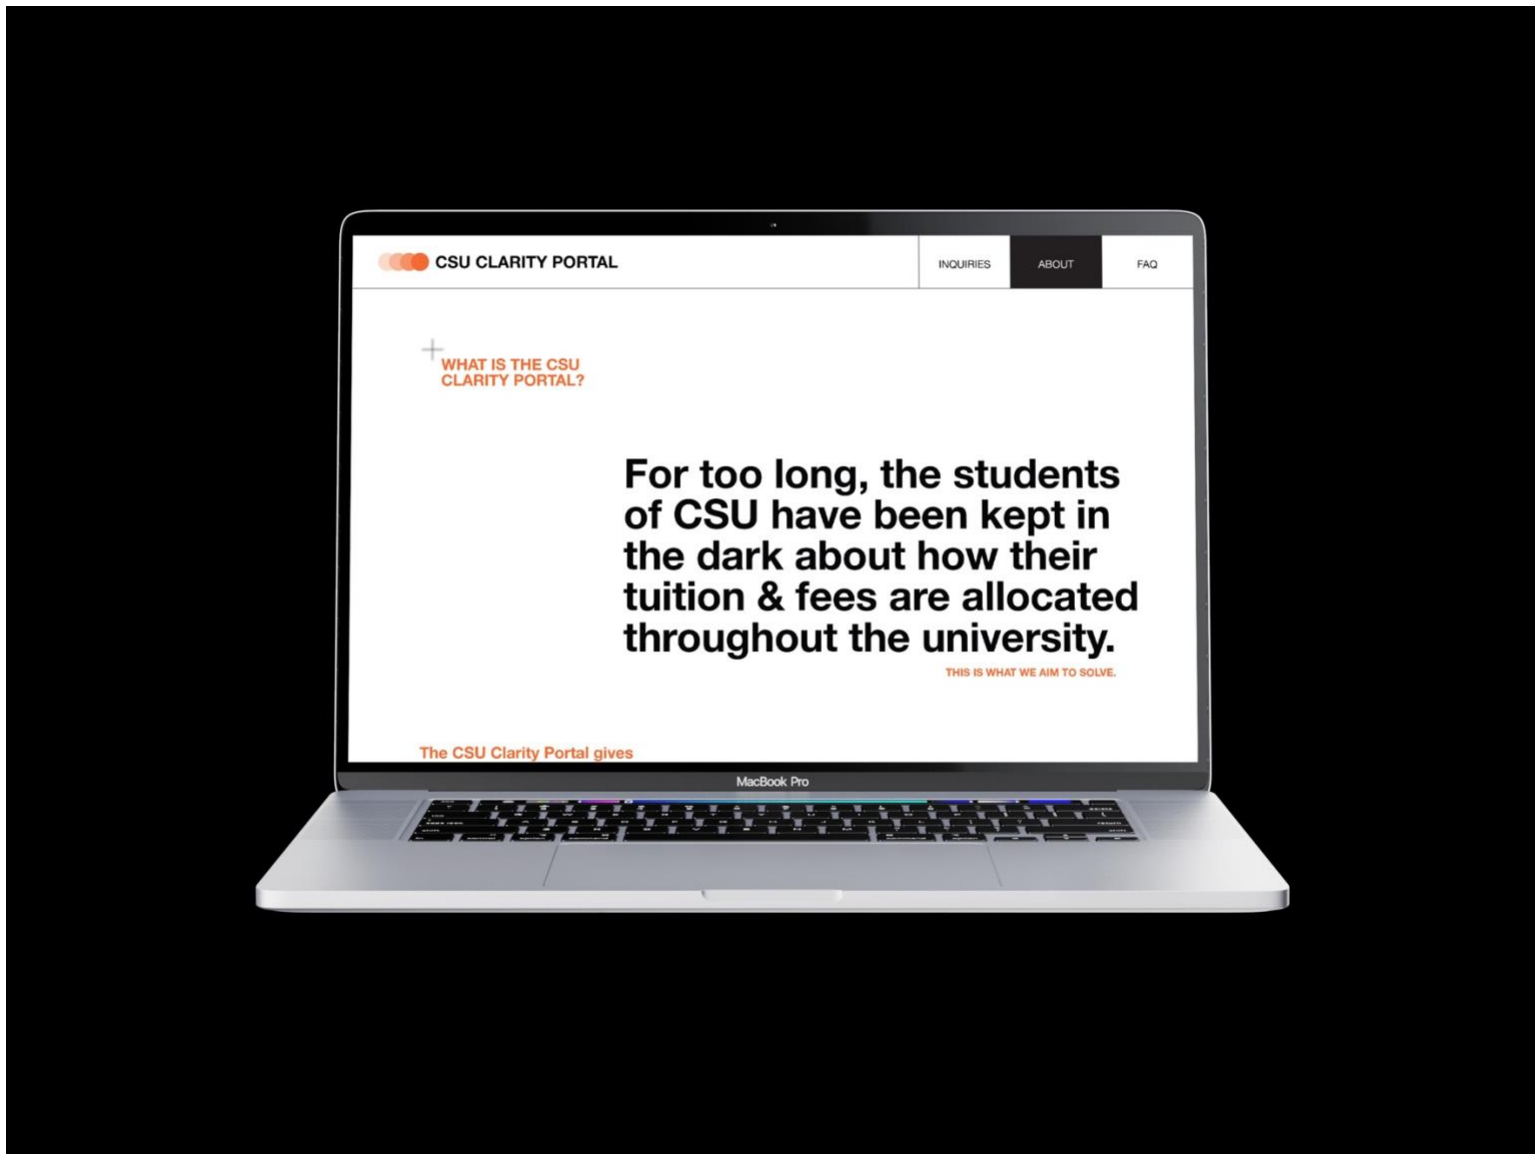 CSU CLARITY PORTAL
INQUIRIES
ABOUT
FAQ
WHAT IS THE CSU
CLARITY PORTAL?
For too long, the students
of CSU have been kept in
the dark about how their
tuition & fees are allocated
throughout the university.
THIS IS WHAT WE AIM TO SOLVE.
The CSU Clarity Portal gives
MacBook Pro